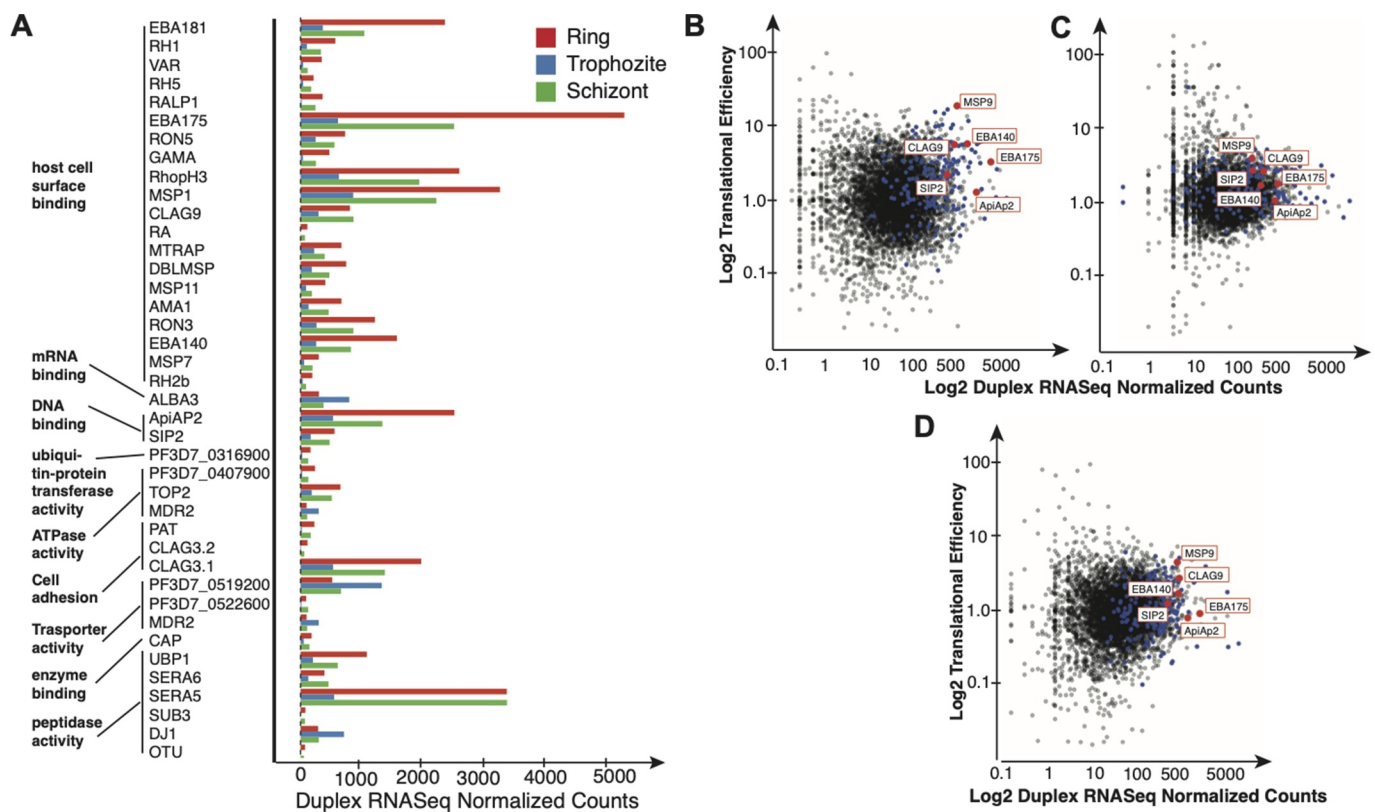 A
EBA181
RH1
VAR
RH5
RALP1
EBA175
RON5
GAMA
RhopH3
MSP1
CLAG9
RA
MTRAP
DBLMSP
MSP11
AMA1
RON3
EBA140
MSP7
RH2b
ALBA3
ApiAP2
SIP2
PF3D7_0316900
PF3D7_0407900
TOP2
MDR2
PAT
CLAG3.2
CLAG3.1
PF3D7_0519200
PF3D7_0522600
MDR2
CAP
UBP1
SERA6
SERA5
SUB3
DJ1
OTU
host cell
surface
binding
mRNA
binding
DNA
binding
ubiqui-
tin-protein
transferase
activity
ATPase
activity
Cell
adhesion
Trasporter
activity
enzyme
binding
peptidase
activity
Ring
Trophozite
Schizont
0 1000 2000 3000 4000 5000
Duplex RNASeq Normalized Counts
B
Log2 Translational Efficiency
100
10
1.0
0.1
MSP9
EBA140
CLAG9
EBA175
SIP2
ApiAp2
0.1 1 10 100 500 5000
C
100
10
1.0
0.1
MSP9
CLAG9
SIP2
EBA175
EBA140
ApiAp2
0.1 1 10 100 500 5000
Log2 Duplex RNASeq Normalized Counts
D
Log2 Translational Efficiency
100
10
1.0
0.1
MSP9
CLAG9
EBA140
EBA175
SIP2
ApiAp2
0.1 1 10 100 500 5000
Log2 Duplex RNASeq Normalized Counts